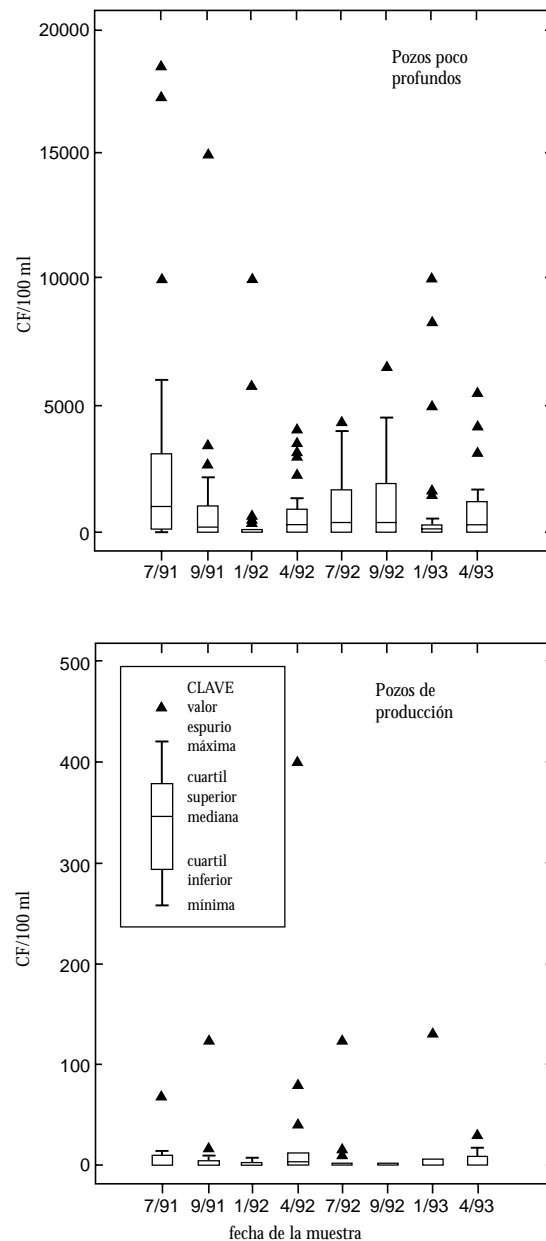 20000
Pozos poco
profundos
15000
CF/100 ml
10000
5000
0
7/91 9/91 1/92 4/92 7/92 9/92 1/93 4/93
500
CLAVE
valor
espurio
máxima
cuartil
superior
mediana
cuartil
inferior
mínima
Pozos de
producción
400
300
CF/100 ml
200
100
0
7/91 9/91 1/92 4/92 7/92 9/92 1/93 4/93
fecha de la muestra